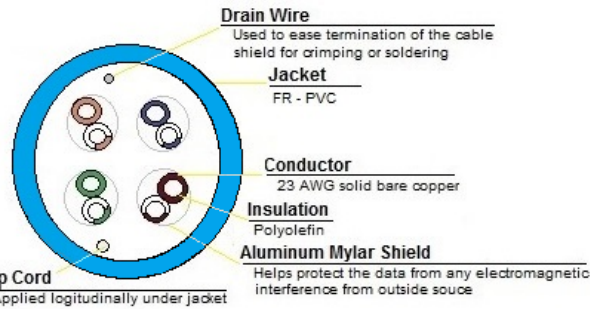 Drain Wire
Used to ease termination of the cable
shield for crimping or soldering
Jacket
FR - PVC
Conductor
23 AWG solid bare copper
Insulation
Polyolefin
Aluminum Mylar Shield
Helps protect the data from any electromagnetic
interference from outside souce
p Cord
Applied logitudinally under jacket